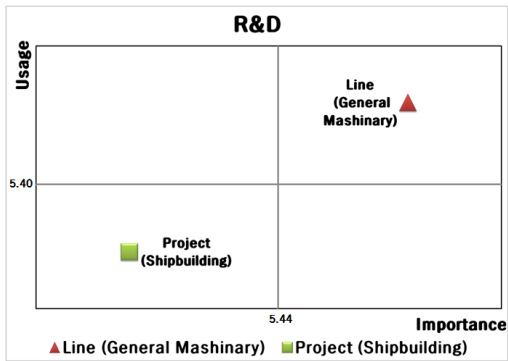 R&D
Usage
Line
(General
Mashinary)
5.40
Project
(Shipbuilding)
5.44
Importance
Line (General Mashinary) Project (Shipbuilding)